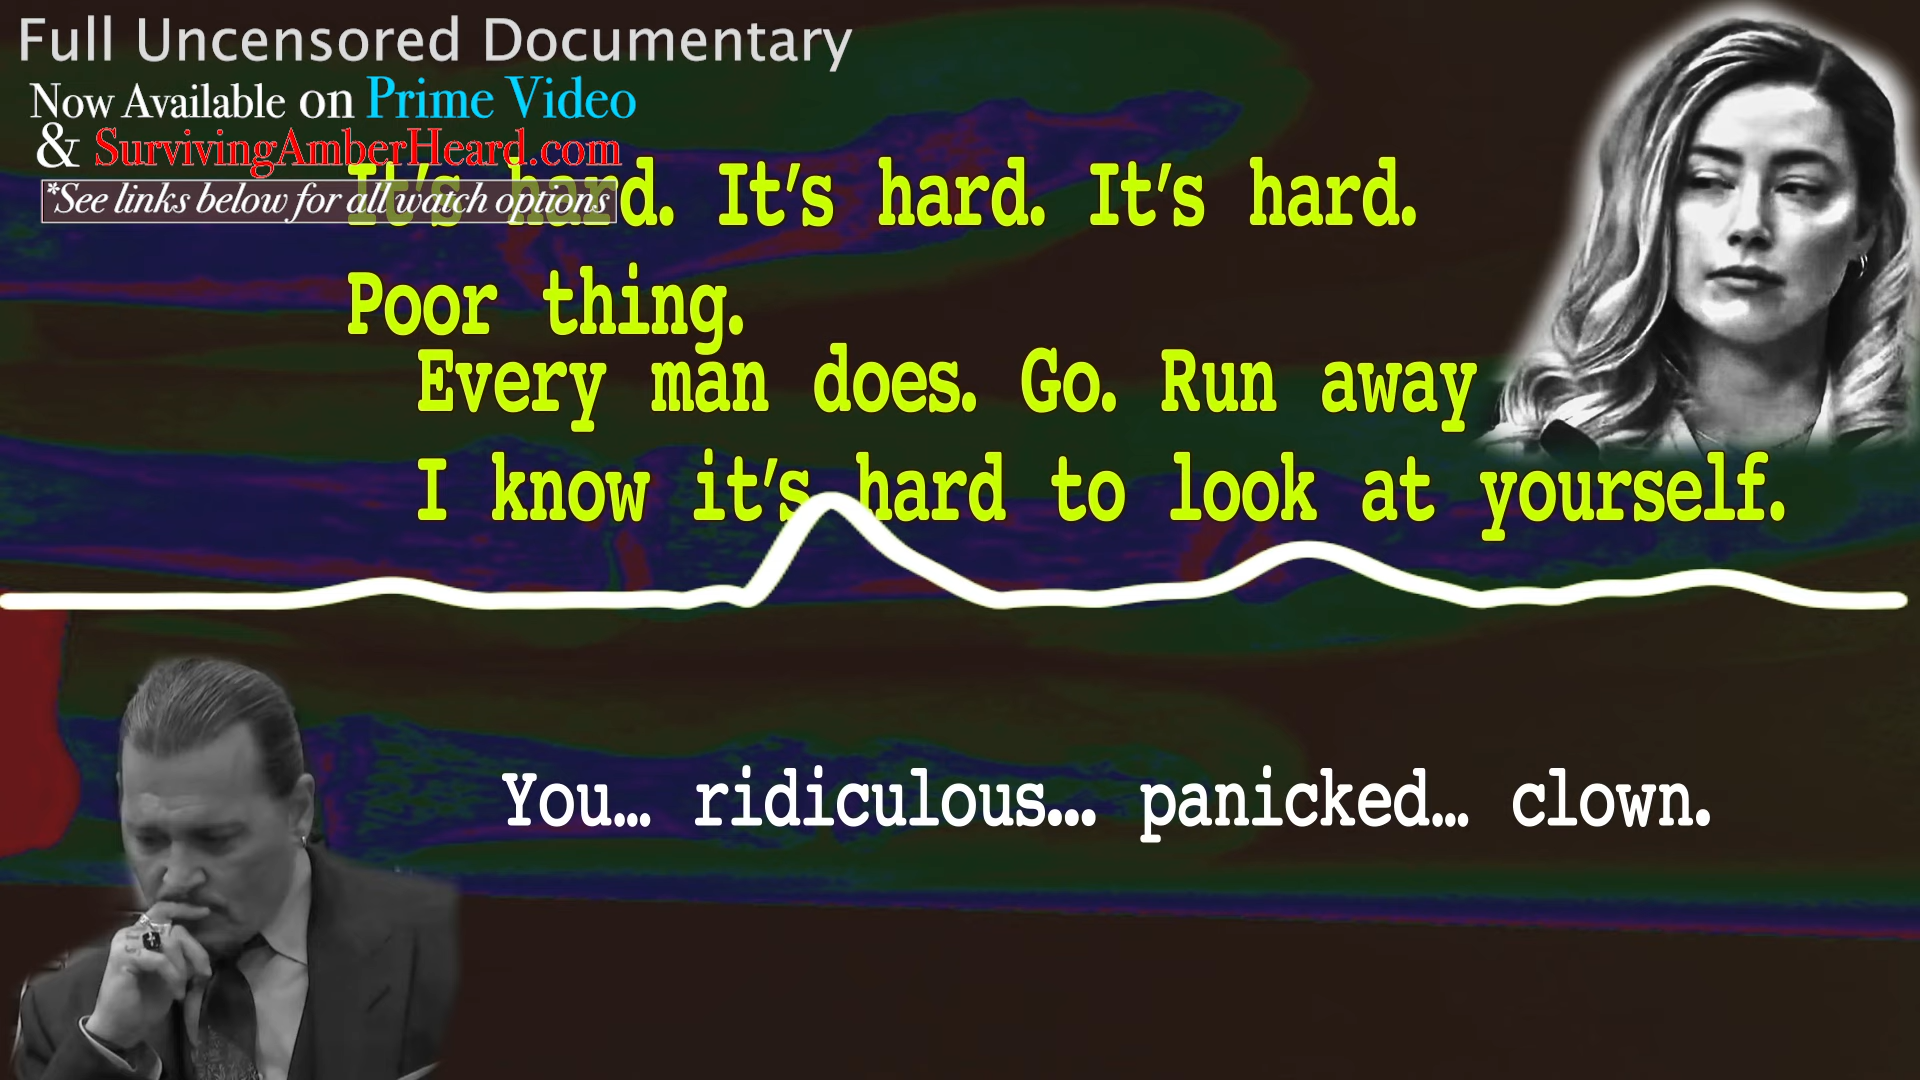 Full Uncensored Documentary
Now Available on Prime Video
& SurvivingAmberHeard.com
*See links below for all watch options
It's hard. It's hard. It's hard.
Poor thing.
Every man does. Go. Run away
I know it's hard to look at yourself.
You… ridiculous... panicked… clown.